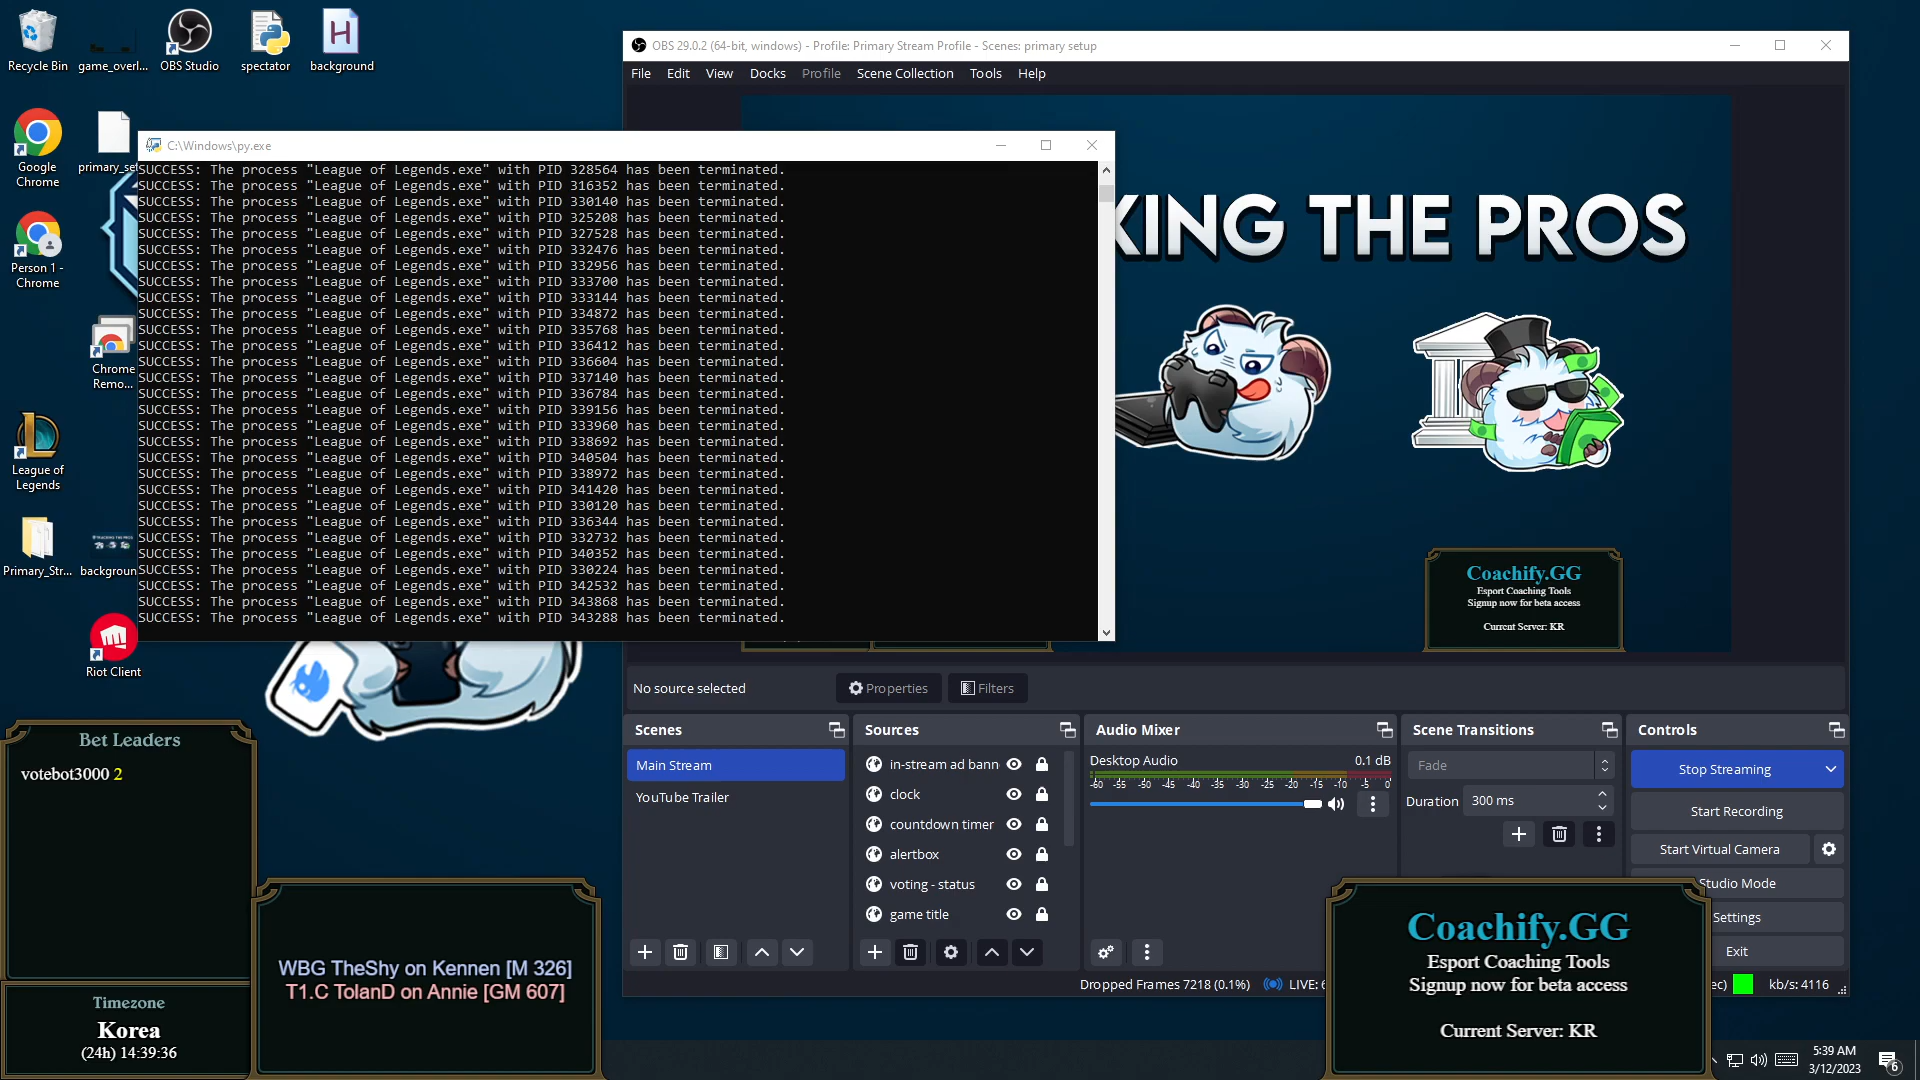 Recycle Bin
game_overl...
OBS Studio
spectator
background
H
Google
Chrome
primary_set
Person 1 -
Chrome
Chrome
Remo...
League of
Legends
Primary_Str...
backgroun
Riot Client
C:\Windows\py.exe
SUCCESS: The process "League of Legends.exe" with PID 328564 has been terminated.
SUCCESS: The process "League of Legends.exe" with PID 316352 has been terminated.
SUCCESS: The process "League of Legends.exe" with PID 330140 has been terminated.
SUCCESS: The process "League of Legends.exe" with PID 325208 has been terminated.
SUCCESS: The process "League of Legends.exe" with PID 327528 has been terminated.
SUCCESS: The process "League of Legends.exe" with PID 332476 has been terminated.
SUCCESS: The process "League of Legends.exe" with PID 332956 has been terminated.
SUCCESS: The process "League of Legends.exe" with PID 333700 has been terminated.
SUCCESS: The process "League of Legends.exe" with PID 333144 has been terminated.
SUCCESS: The process "League of Legends.exe" with PID 334872 has been terminated.
SUCCESS: The process "League of Legends.exe" with PID 335768 has been terminated.
SUCCESS: The process "League of Legends.exe" with PID 336412 has been terminated.
SUCCESS: The process "League of Legends.exe" with PID 336604 has been terminated.
SUCCESS: The process "League of Legends.exe" with PID 337140 has been terminated.
SUCCESS: The process "League of Legends.exe" with PID 336784 has been terminated.
SUCCESS: The process "League of Legends.exe" with PID 339156 has been terminated.
SUCCESS: The process "League of Legends.exe" with PID 333960 has been terminated.
SUCCESS: The process "League of Legends.exe" with PID 338692 has been terminated.
SUCCESS: The process "League of Legends.exe" with PID 340504 has been terminated.
SUCCESS: The process "League of Legends.exe" with PID 338972 has been terminated.
SUCCESS: The process "League of Legends.exe" with PID 341420 has been terminated.
SUCCESS: The process "League of Legends.exe" with PID 330120 has been terminated.
SUCCESS: The process "League of Legends.exe" with PID 336344 has been terminated.
SUCCESS: The process "League of Legends.exe" with PID 332732 has been terminated.
SUCCESS: The process "League of Legends.exe" with PID 340352 has been terminated.
SUCCESS: The process "League of Legends.exe" with PID 330224 has been terminated.
SUCCESS: The process "League of Legends.exe" with PID 342532 has been terminated.
SUCCESS: The process "League of Legends.exe" with PID 343868 has been terminated.
SUCCESS: The process "League of Legends.exe" with PID 343288 has been terminated.
OBS 29.0.2 (64-bit, windows) - Profile: Primary Stream Profile - Scenes: primary setup
File Edit View Docks Profile Scene Collection Tools Help
KING THE PROS
Coachify.GG
Esport Coaching Tools
Signup now for beta access
Current Server: KR
No source selected
Properties
Filters
Scenes
Main Stream
YouTube Trailer
Sources
in-stream ad bann
clock
countdown timer
alertbox
voting - status
game title
Audio Mixer
Desktop Audio 0.1 dB
-60 -55 -50 -45 -40 -35 -30 -25 -20 -15 -10 -5 0
Scene Transitions
Fade
Duration 300 ms
Controls
Stop Streaming
Start Recording
Start Virtual Camera
Studio Mode
Settings
Exit
Dropped Frames 7218 (0.1%)
LIVE: 6
ec)
kb/s: 4116
Bet Leaders
votebot3000 2
Timezone
Korea
(24h) 14:39:36
WBG TheShy on Kennen [M 326]
T1.C TolanD on Annie [GM 607]
Coachify.GG
Esport Coaching Tools
Signup now for beta access
Current Server: KR
5:39 AM
3/12/2023
6